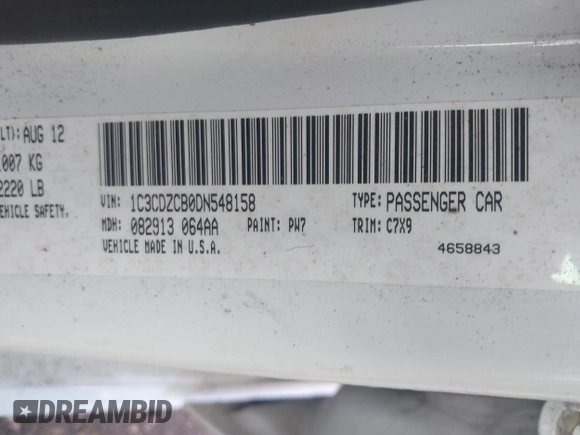 LT): AUG 12
007 KG
2220 LB
VEHICLE SAFETY.
VIN: 1C3CDZCB0DN548158
TYPE: PASSENGER CAR
MDH: 082913 064AA
PAINT: PW7
TRIM: C7X9
VEHICLE MADE IN U.S.A.
4658843
DREAMBID